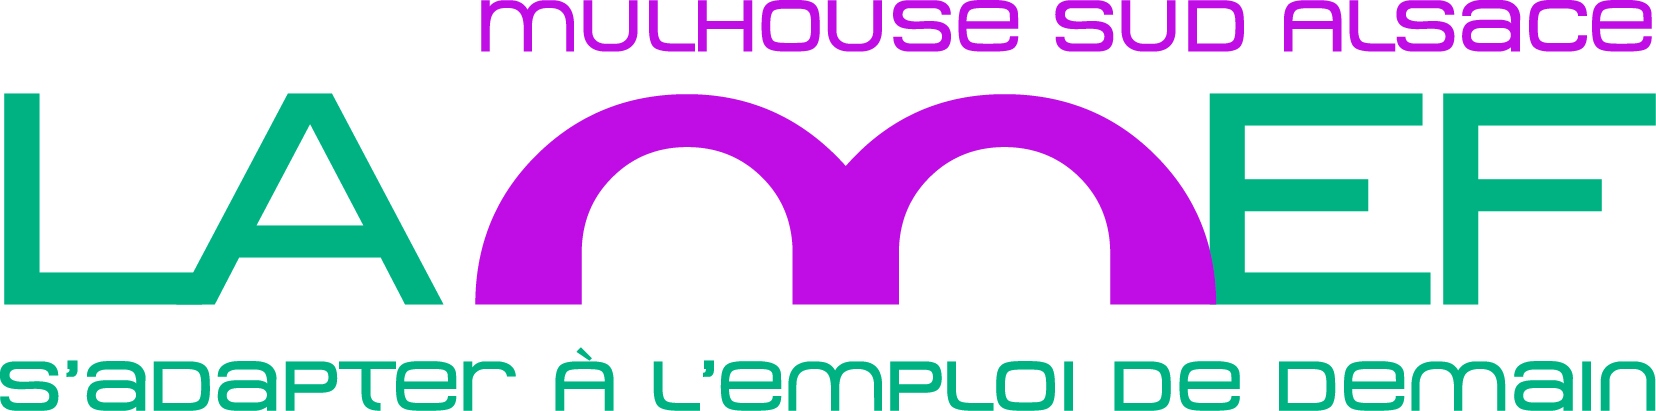 MULHOUSE SUD ALSACE
LA MEF
S'ADAPTER À L'EMPLOI DE DEMAIN